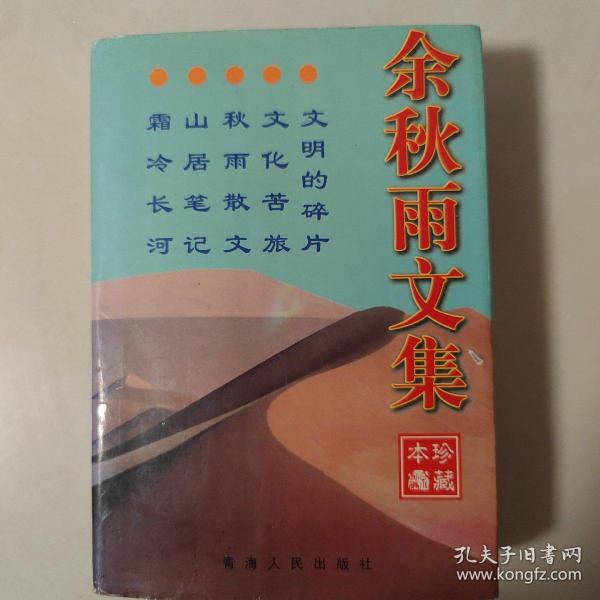 余秋雨文集
文明的碎片
文化苦旅
秋雨散文
山居笔记
霜冷长河
珍藏
本
青海人民出版社
孔夫子旧书网
www.kongfz.com